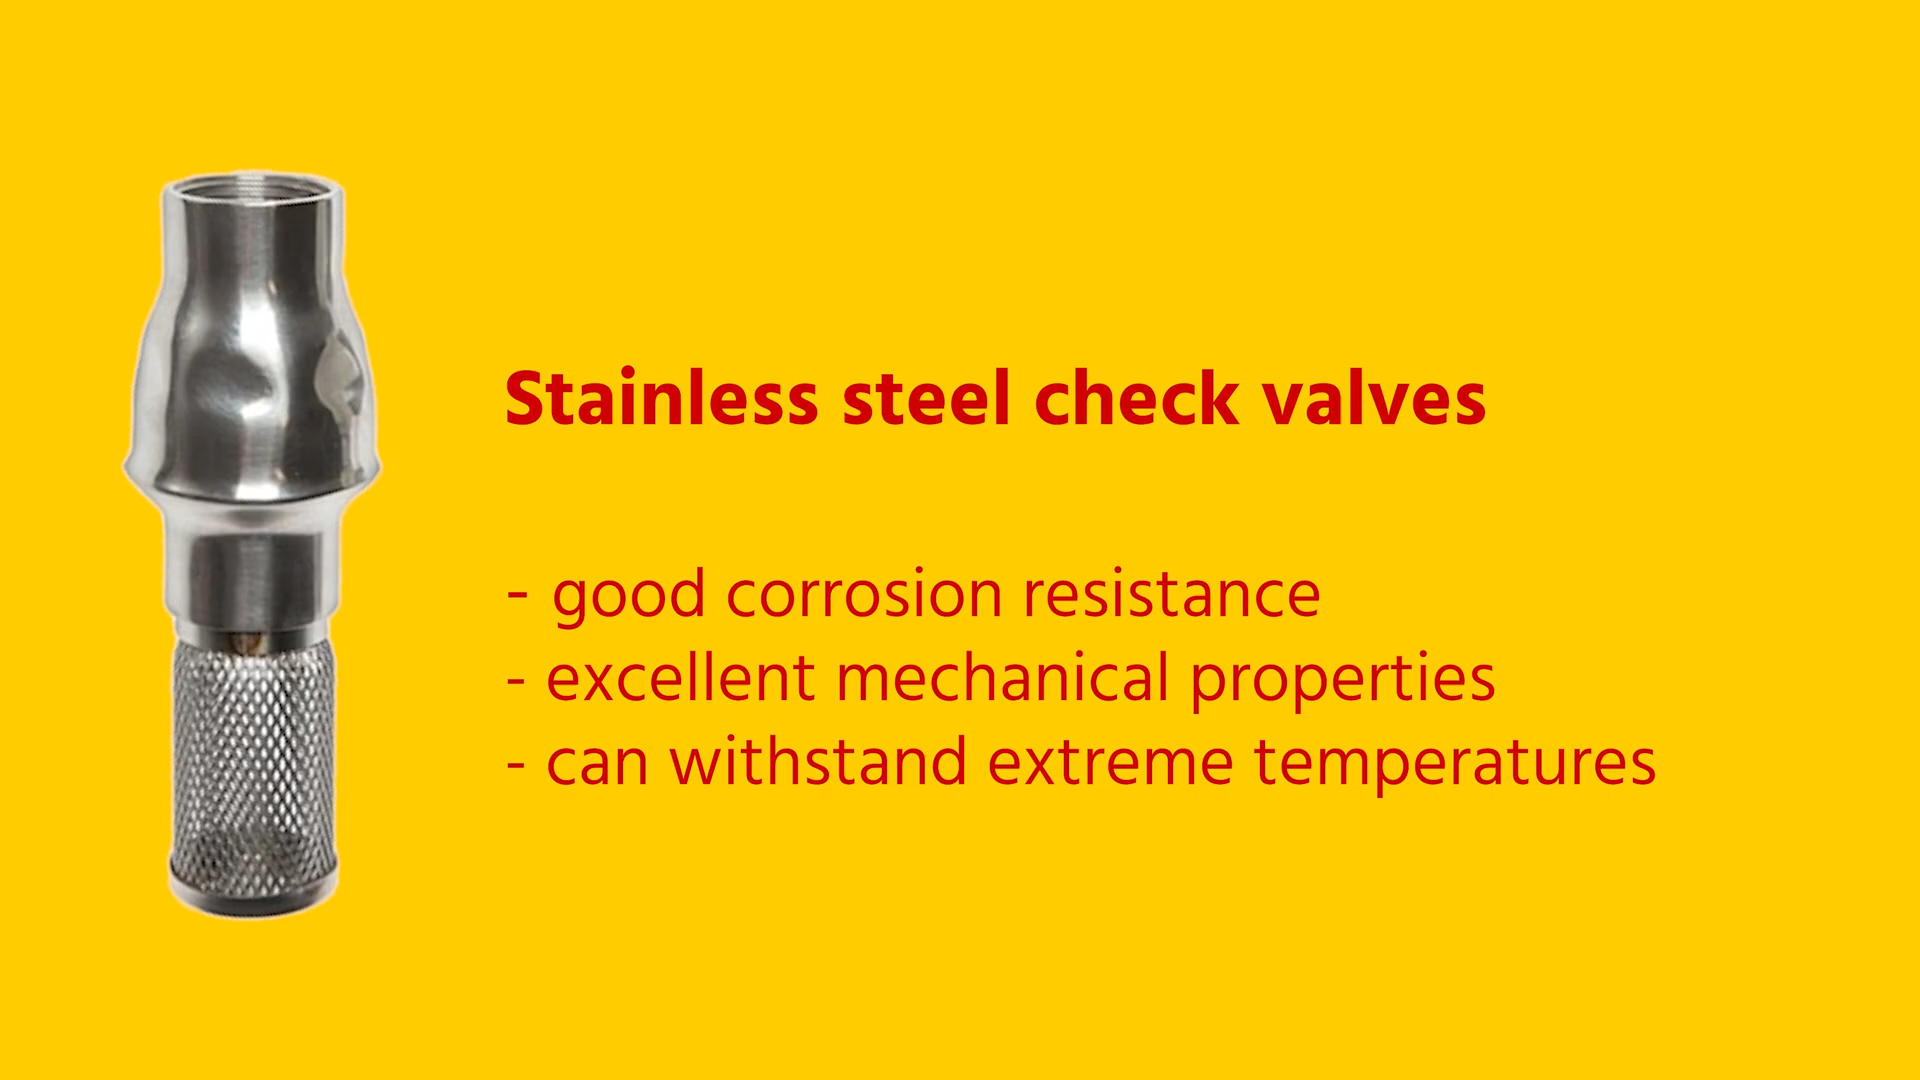 Stainless steel check valves
- good corrosion resistance
- excellent mechanical properties
- can withstand extreme temperatures